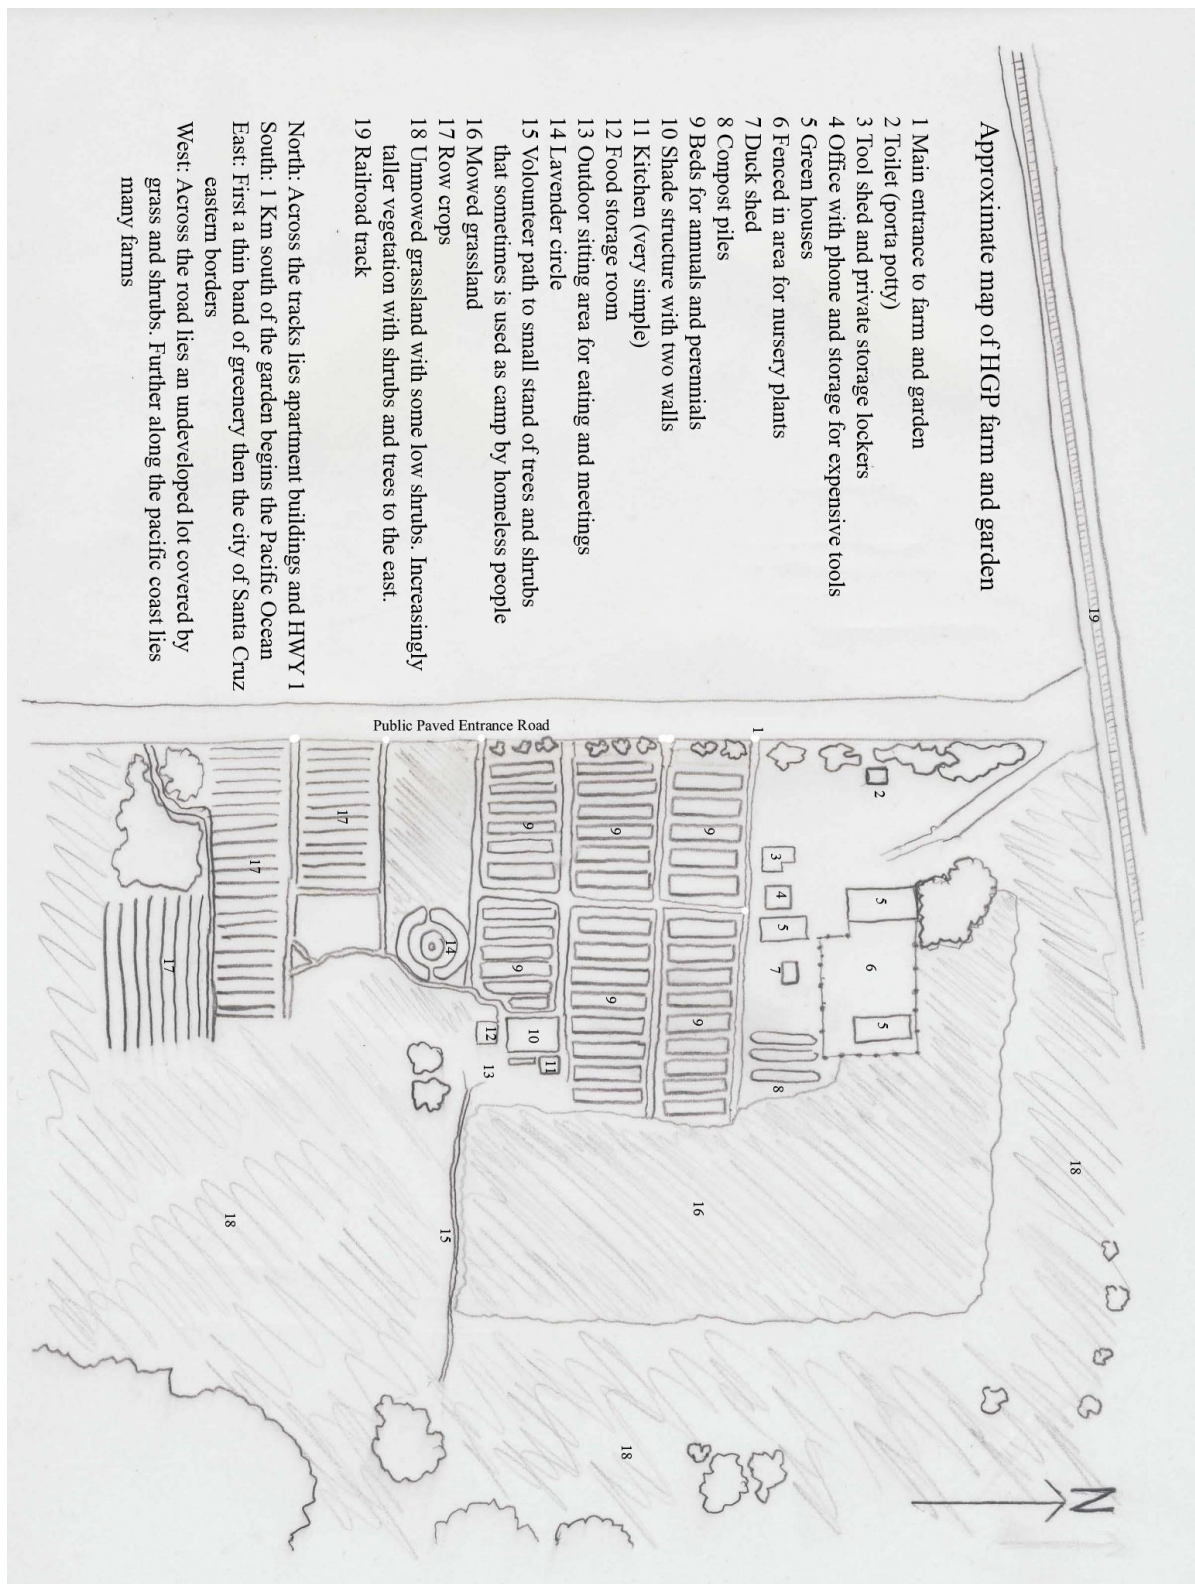 Approximate map of HGP farm and garden
1 Main entrance to farm and garden
2 Toilet (porta potty)
3 Tool shed and private storage lockers
4 Office with phone and storage for expensive tools
5 Green houses
6 Fenced in area for nursery plants
7 Duck shed
8 Conpost piles
9 Beds for annuals and perennials
10 Shade structure with two walls
11 Kitchen (very simple)
12 Food storage room
13 Outdoor sitting area for eating and meetings
14 Lavender circle
15 Volounteer path to small stand of trees and shrubs
that sometimes is used as camp by homeless people
16 Mowed grassland
17 Row crops
18 Unmowed grassland with some low shrubs. Increasingly
taller vegetation with shrubs and trees to the east.
19 Railroad track
North: Across the tracks lies apartment buildings and HWY 1
South: 1 Km south of the garden begins the Pacific Ocean
East: First a thin band of greenery then the city of Santa Cruz
eastern borders
West: Across the road lies an undeveloped lot covered by
grass and shrubs. Further along the pacific coast lies
many farms
19
Public Paved Entrance Road
1
2
3
4
5
5
6
5
7
8
9
9
9
9
9
9
10
11
12
13
14
15
16
17
17
17
18
18
18
N